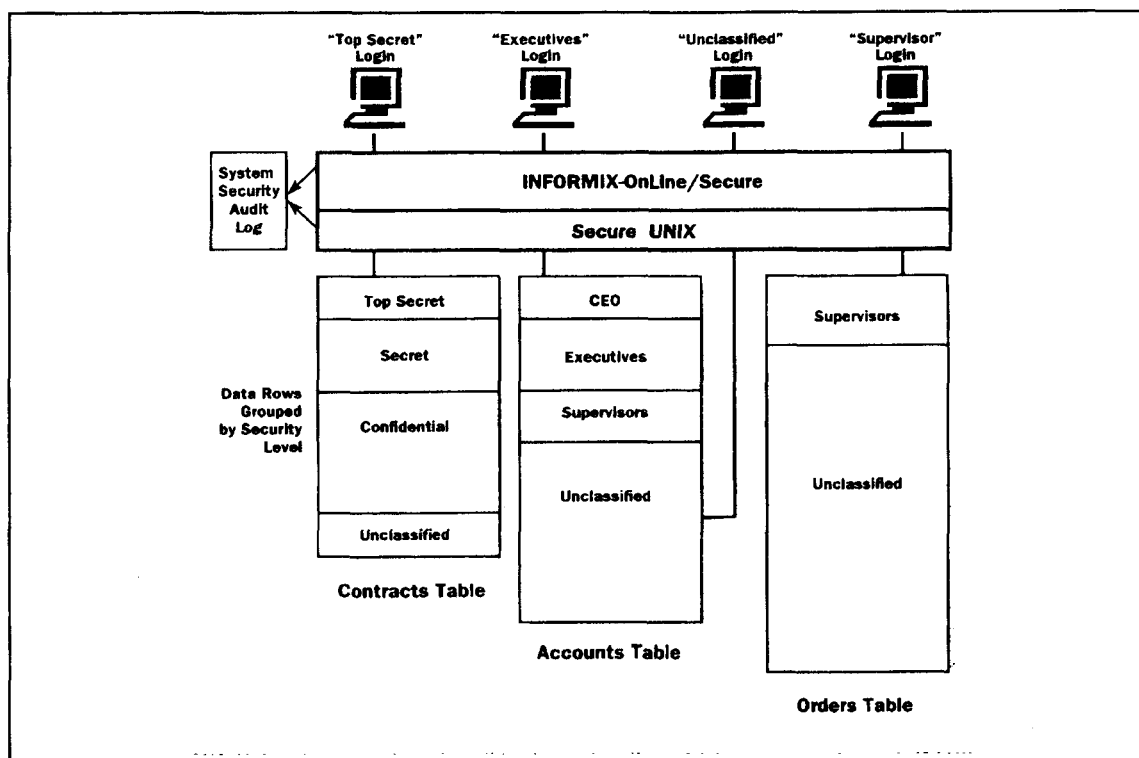 "Top Secret"
Login
"Executives"
Login
"Unclassified"
Login
"Supervisor"
Login
System
Security
Audit
Log
INFORMIX-OnLine/Secure
Secure UNIX
Data Rows
Grouped
by Security
Level
Top Secret
Secret
Confidential
Unclassified
Contracts Table
CEO
Executives
Supervisors
Unclassified
Accounts Table
Supervisors
Unclassified
Orders Table